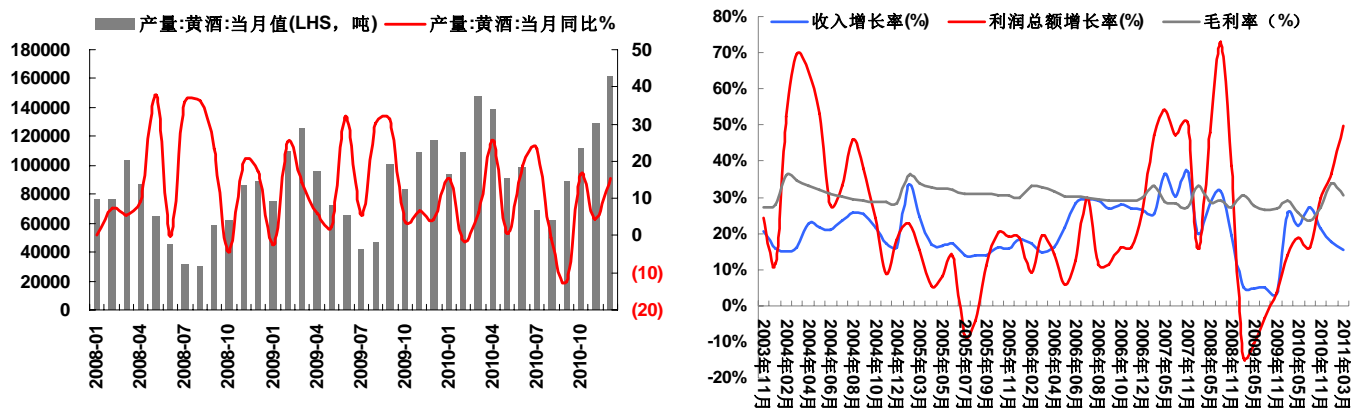 产量:黄酒:当月值(LHS，吨)
产量:黄酒:当月同比%
180000
160000
140000
120000
100000
80000
60000
40000
20000
0
50
40
30
20
10
0
(10)
(20)
2008-01
2008-04
2008-07
2008-10
2009-01
2009-04
2009-07
2009-10
2010-01
2010-04
2010-07
2010-10
收入增长率(%)
利润总额增长率(%)
毛利率（%）
80%
70%
60%
50%
40%
30%
20%
10%
0%
-10%
-20%
2003年11月
2004年02月
2004年04月
2004年06月
2004年08月
2004年10月
2004年12月
2005年03月
2005年05月
2005年07月
2005年09月
2005年11月
2006年02月
2006年04月
2006年06月
2006年08月
2006年10月
2006年12月
2007年05月
2007年11月
2008年05月
2008年11月
2009年05月
2009年11月
2010年05月
2010年10月
2011年03月